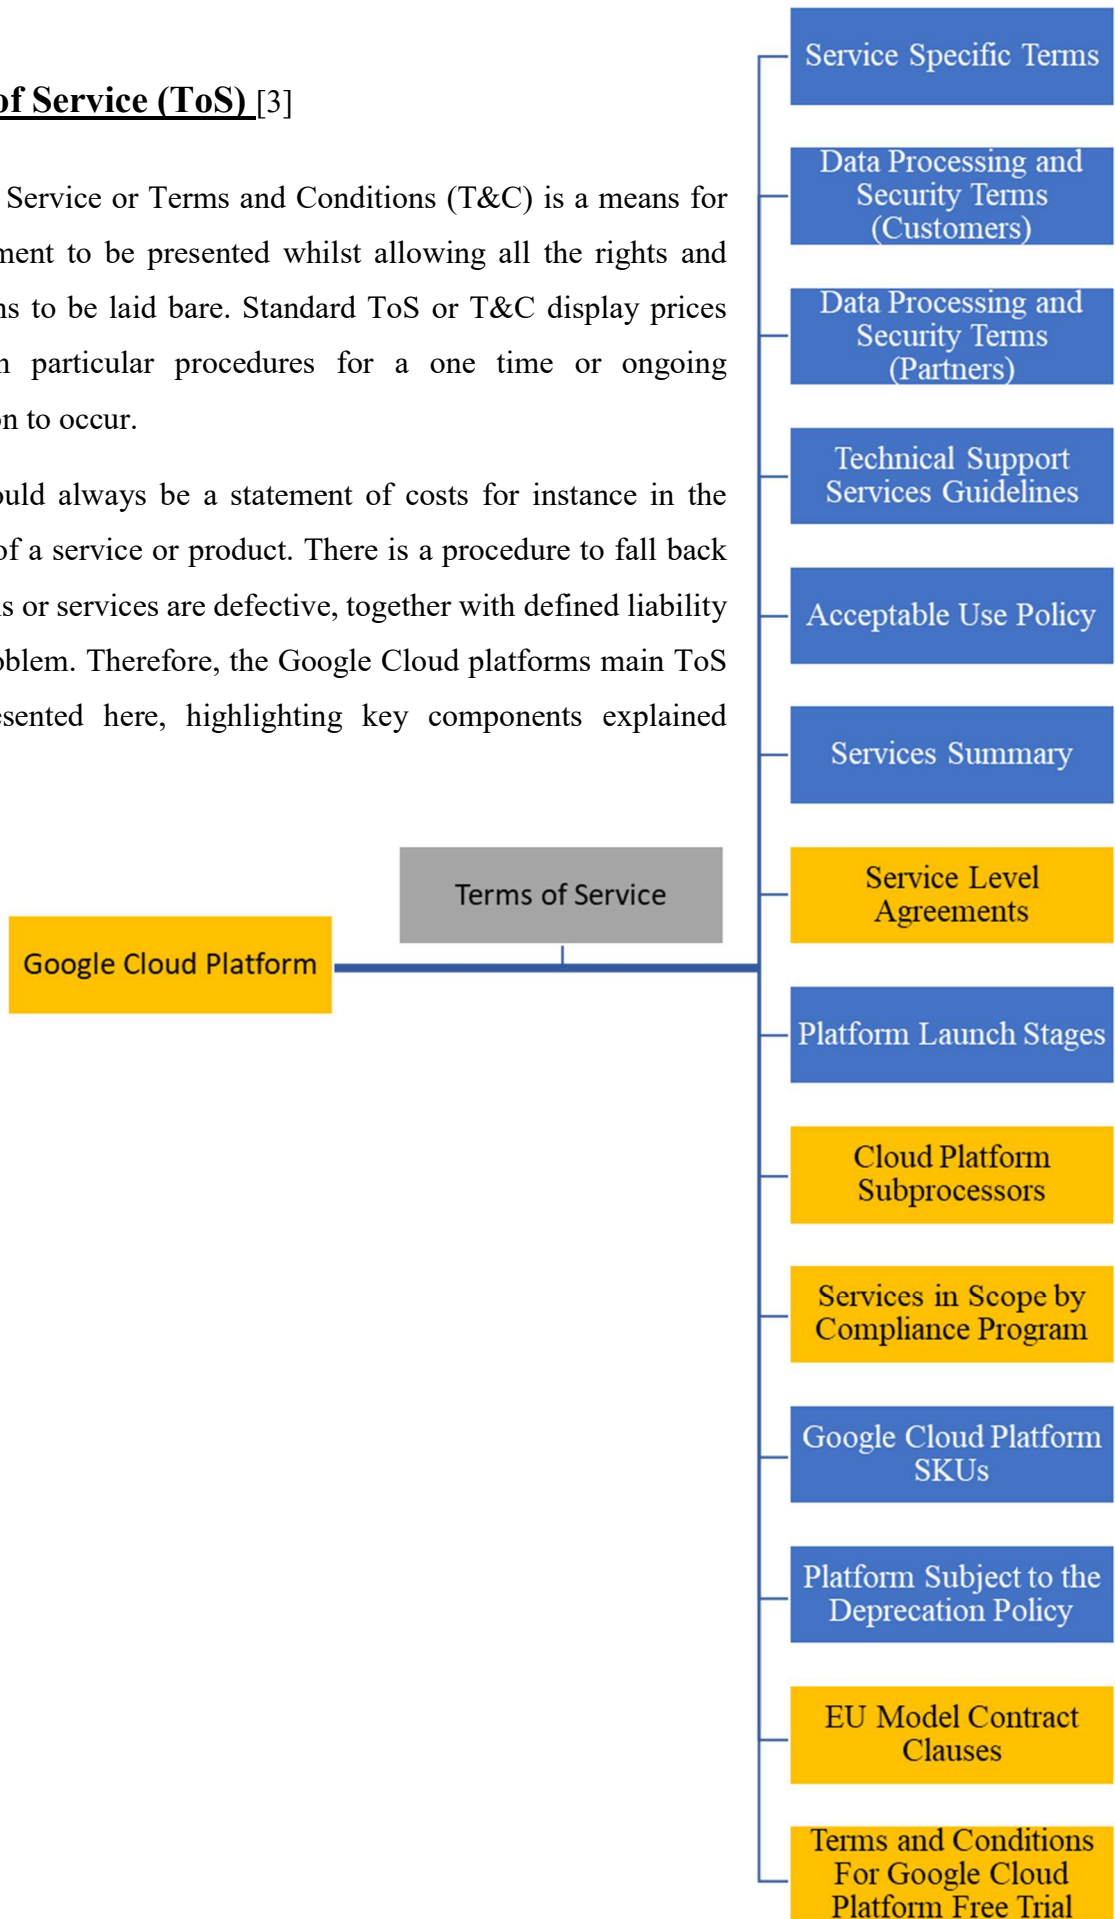 of Service (ToS) [3]
Service or Terms and Conditions (T&C) is a means for
ment to be presented whilst allowing all the rights and
ns to be laid bare. Standard ToS or T&C display prices
n particular procedures for a one time or ongoing
on to occur.
ould always be a statement of costs for instance in the
of a service or product. There is a procedure to fall back
ns or services are defective, together with defined liability
oblem. Therefore, the Google Cloud platforms main ToS
esented here, highlighting key components explained
Google Cloud Platform
Terms of Service
Service Specific Terms
Data Processing and
Security Terms
(Customers)
Data Processing and
Security Terms
(Partners)
Technical Support
Services Guidelines
Acceptable Use Policy
Services Summary
Service Level
Agreements
Platform Launch Stages
Cloud Platform
Subprocessors
Services in Scope by
Compliance Program
Google Cloud Platform
SKUs
Platform Subject to the
Deprecation Policy
EU Model Contract
Clauses
Terms and Conditions
For Google Cloud
Platform Free Trial